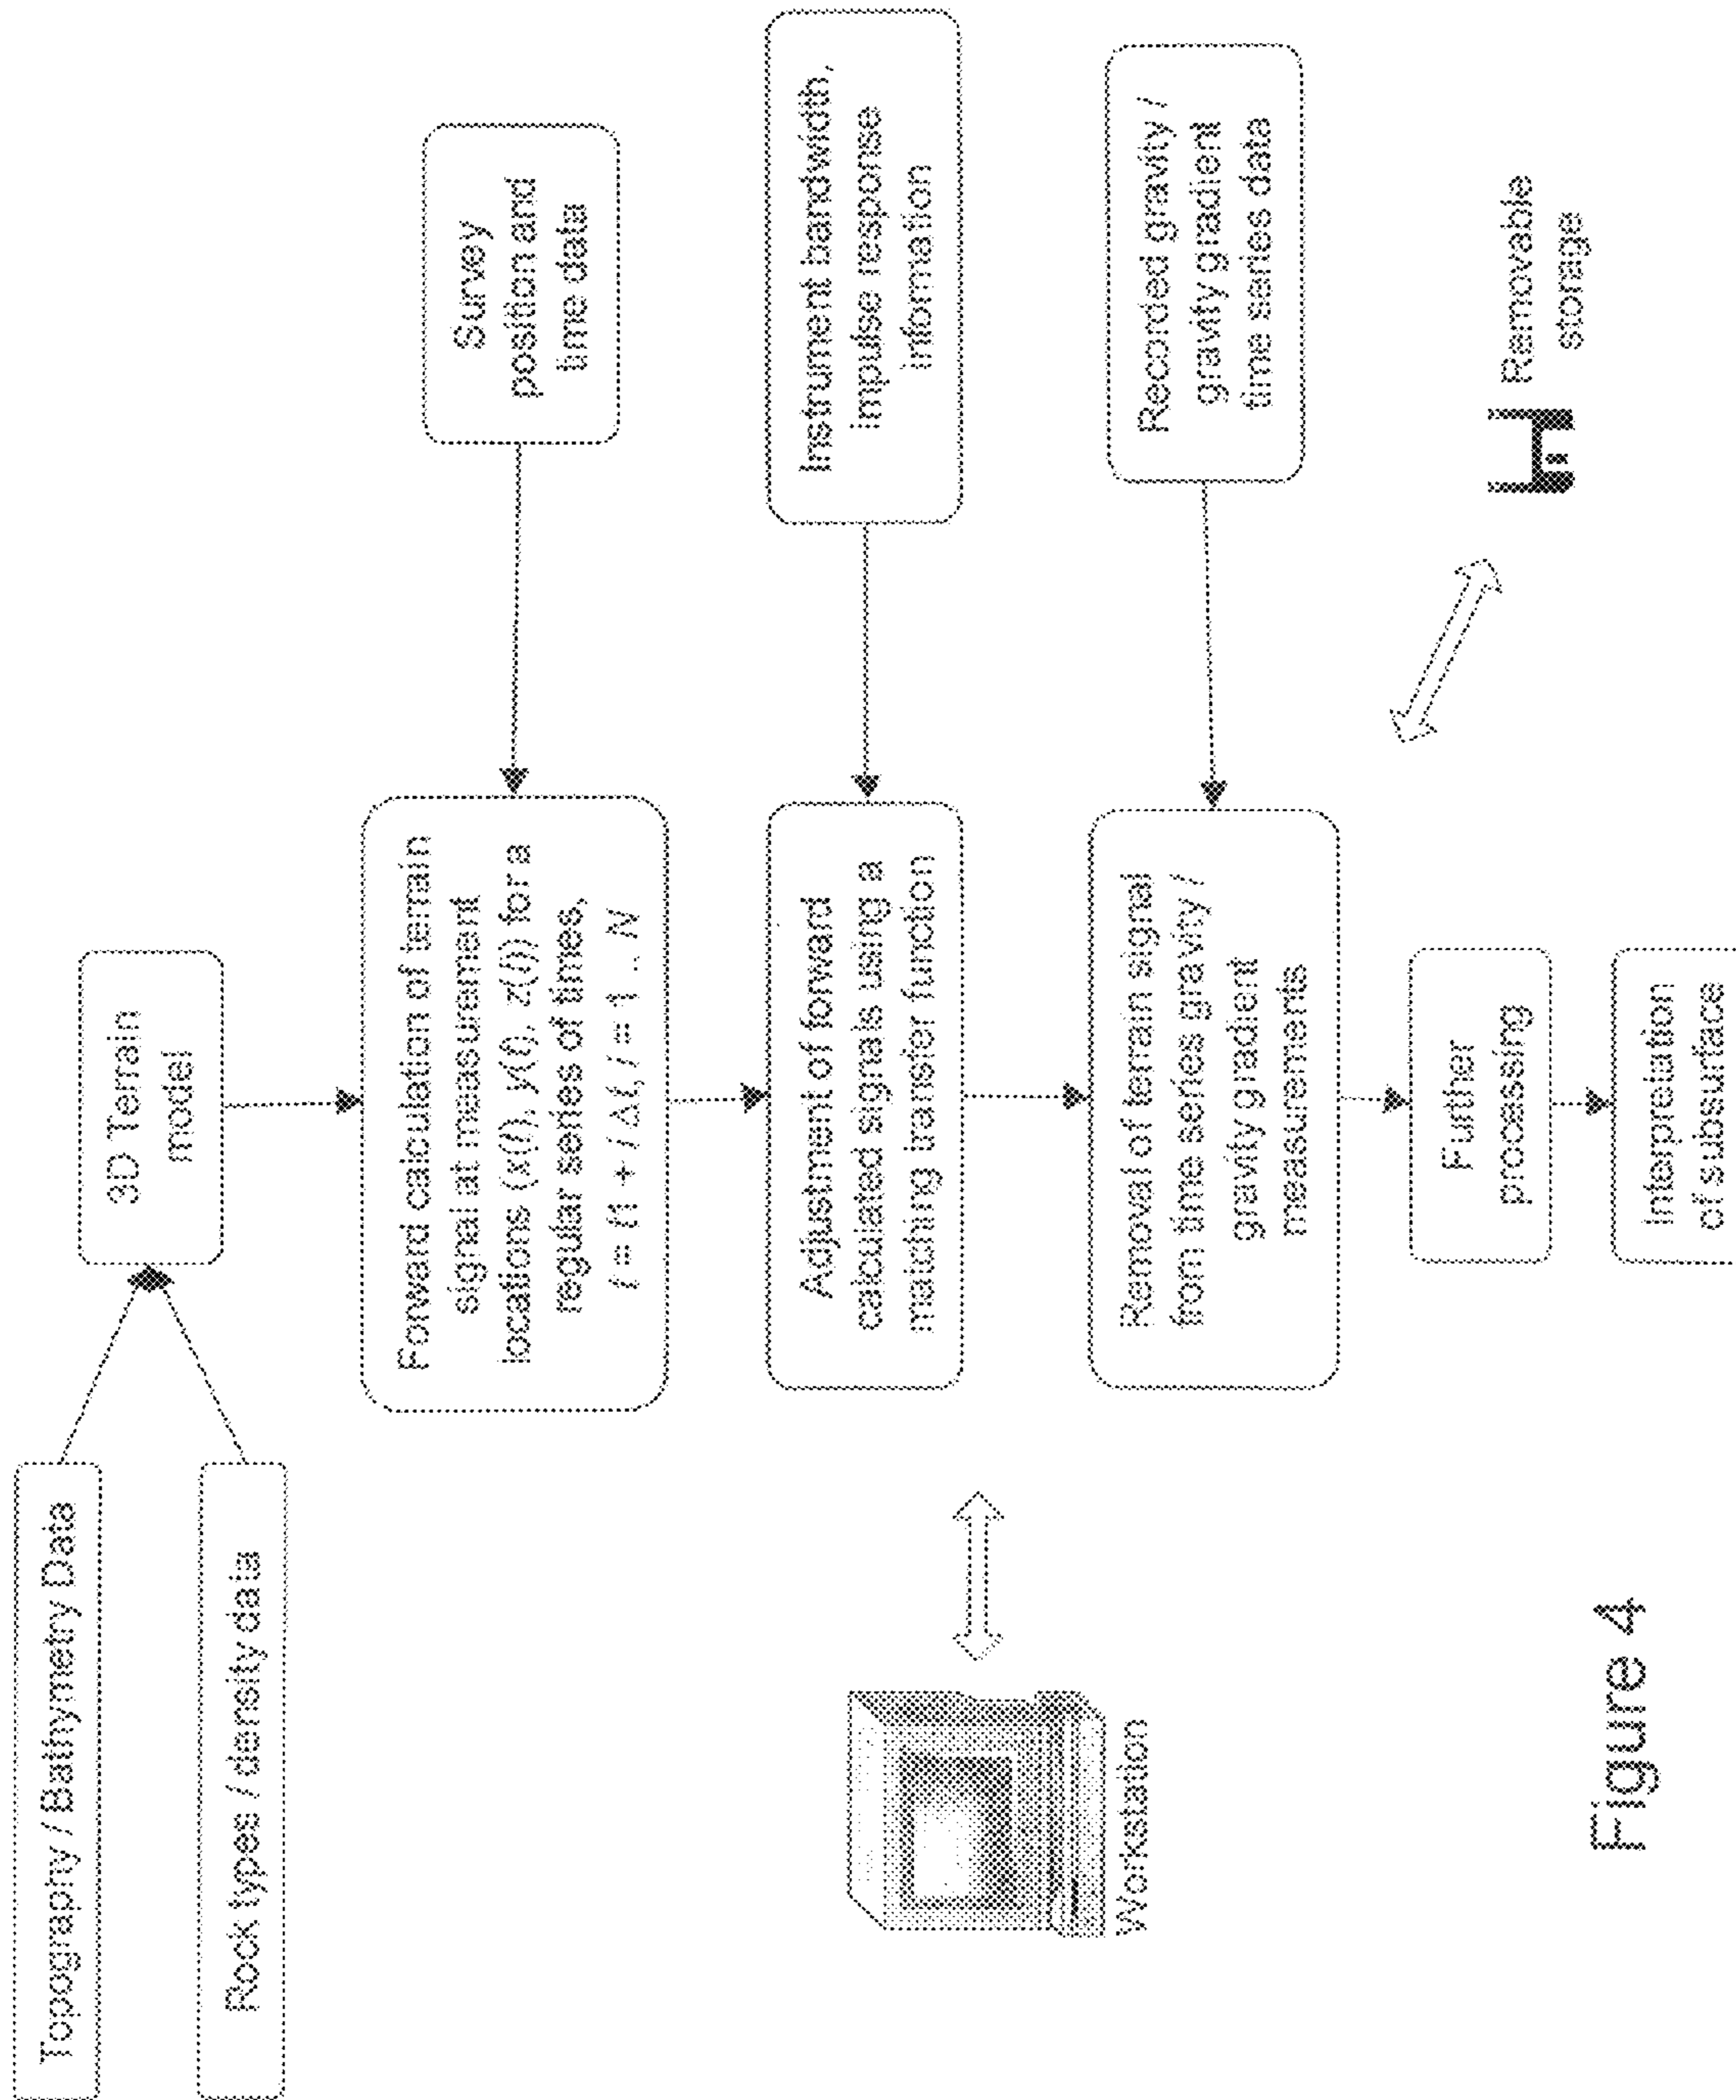 Topography / Bathymetry Data
Rock types / density data
3D Terrain
model
Forward calculation of terrain
signal at measurement
locations (x(t), y(t), z(t)) for a
regular series of times,
t = t1 + i Δt, i = 1 .. N
Survey
position and
time data
Adjustment of forward
calculated signals using a
matching transfer function
Instrument bandwidth,
impulse response
information
Removal of terrain signal
from time series gravity /
gravity gradient
measurements
Recorded gravity /
gravity gradient
time series data
Further
processing
Interpretation
of subsurface
Workstation
Removable
storage
Figure 4